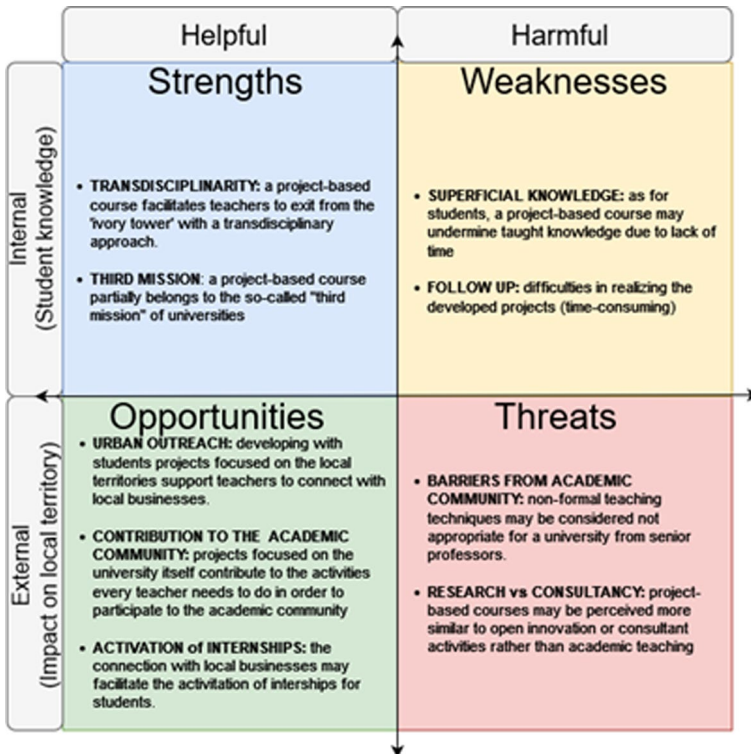 Helpful
Harmful
Internal
(Student knowledge)
Strengths
• TRANSDISCIPLINARITY: a project-based
course facilitates teachers to exit from the
'ivory tower' with a transdisciplinary
approach.
• THIRD MISSION: a project-based course
partially belongs to the so-called "third
mission" of universities
Weaknesses
• SUPERFICIAL KNOWLEDGE: as for
students, a project-based course may
undermine taught knowledge due to lack of
time
• FOLLOW UP: difficulties in realizing the
developed projects (time-consuming)
External
(Impact on local territory)
Opportunities
• URBAN OUTREACH: developing with
students projects focused on the local
territories support teachers to connect with
local businesses.
• CONTRIBUTION TO THE ACADEMIC
COMMUNITY: projects focused on the
university itself contribute to the activities
every teacher needs to do in order to
participate to the academic community
• ACTIVATION of INTERNSHIPS: the
connection with local businesses may
facilitate the activitation of interships for
students.
Threats
• BARRIERS FROM ACADEMIC
COMMUNITY: non-formal teaching
techniques may be considered not
appropriate for a university from senior
professors.
• RESEARCH vs CONSULTANCY: project-
based courses may be perceived more
similar to open innovation or consultant
activities rather than academic teaching